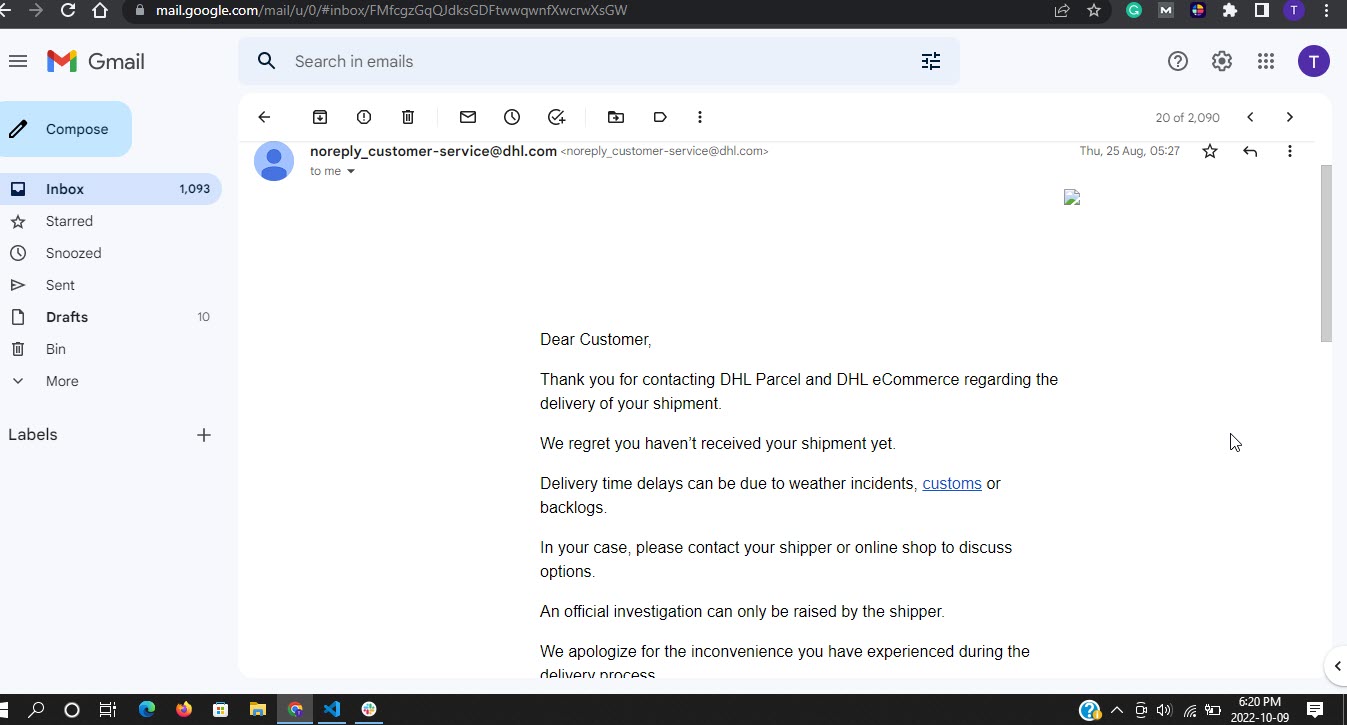 mail.google.com/mail/u/0/#inbox/FMfcgzGqQJdksGDFtwwqwnfXwcrwXsGW
M
T
Gmail
Search in emails
T
Compose
20 of 2,090
noreply_customer-service@dhl.com <noreply_customer-service@dhl.com>
Thu, 25 Aug, 05:27
to me
Inbox 1,093
Starred
Snoozed
Sent
Drafts 10
Bin
More
Labels
Dear Customer,
Thank you for contacting DHL Parcel and DHL eCommerce regarding the
delivery of your shipment.
We regret you haven’t received your shipment yet.
Delivery time delays can be due to weather incidents, customs or
backlogs.
In your case, please contact your shipper or online shop to discuss
options.
An official investigation can only be raised by the shipper.
We apologize for the inconvenience you have experienced during the
delivery process
6:20 PM
2022-10-09